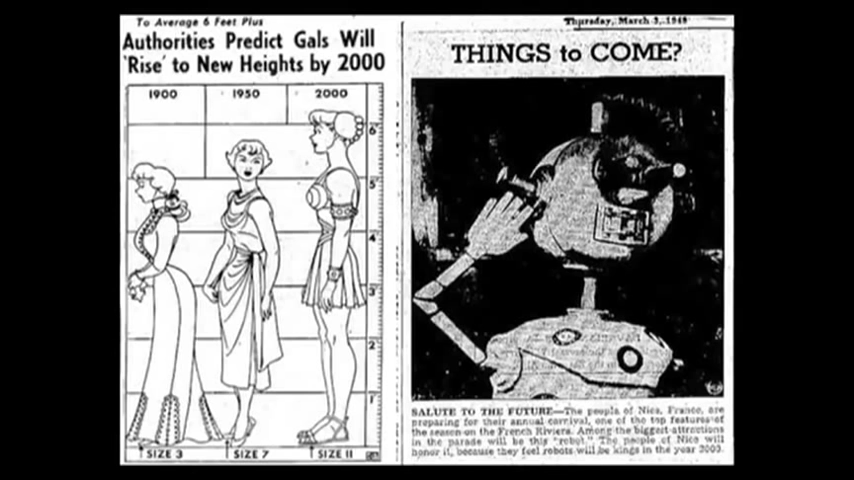 To Average 6 Feet Plus
Authorities Predict Gals Will
'Rise' to New Heights by 2000
1900 1950 2000
6'
5'
4'
3'
2'
1'
SIZE 3 SIZE 7 SIZE 11
Thursday, March 3, 1948
THINGS to COME?
SALUTE TO THE FUTURE—The people of Nice, France, are
preparing for their annual carnival, one of the top features of
the season on the French Riviera. Among the biggest attractions
in the parade will be this "robot." The people of Nice will
honor it, because they feel robots will be kings in the year 2000.